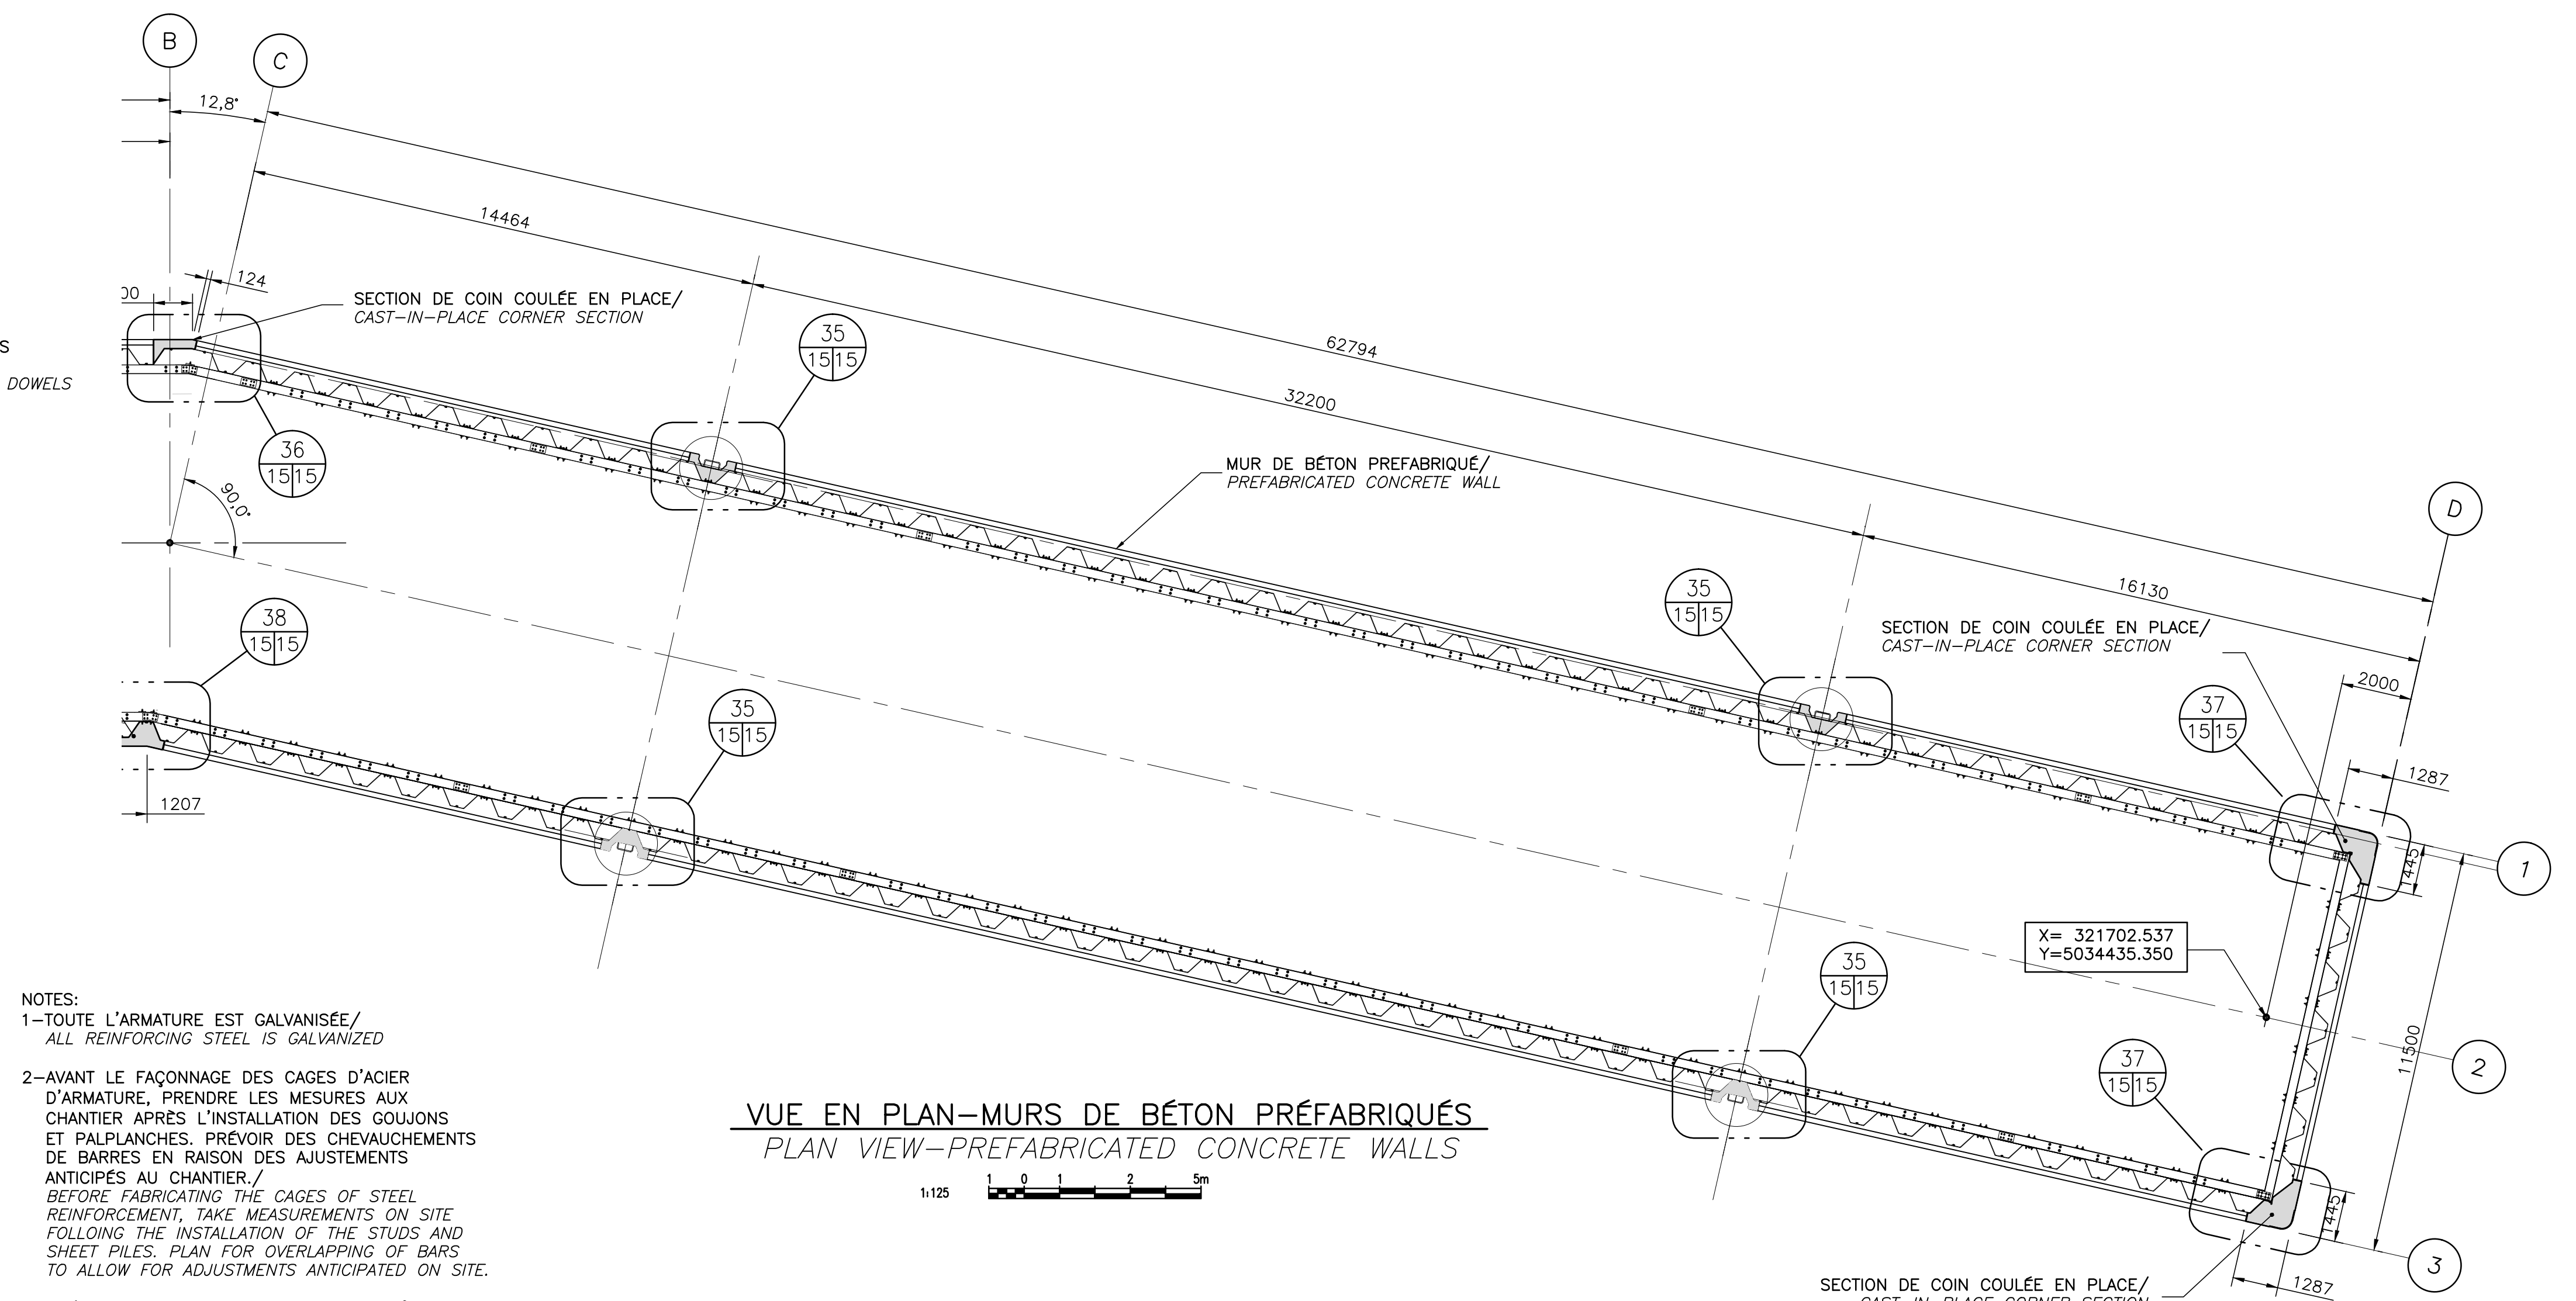 B
C
12,8°
14464
62794
32200
124
00
SECTION DE COIN COULÉE EN PLACE/
CAST-IN-PLACE CORNER SECTION
S
DOWELS
35
15|15
36
15|15
90,0°
MUR DE BÉTON PREFABRIQUÉ/
PREFABRICATED CONCRETE WALL
D
16130
35
15|15
SECTION DE COIN COULÉE EN PLACE/
CAST-IN-PLACE CORNER SECTION
2000
37
15|15
1287
38
15|15
35
15|15
1207
1445
1
X= 321702.537
Y=5034435.350
35
15|15
11500
2
37
15|15
1445
3
1287
NOTES:
1-TOUTE L'ARMATURE EST GALVANISÉE/
ALL REINFORCING STEEL IS GALVANIZED
2-AVANT LE FAÇONNAGE DES CAGES D'ACIER
D'ARMATURE, PRENDRE LES MESURES AUX
CHANTIER APRÈS L'INSTALLATION DES GOUJONS
ET PALPLANCHES. PRÉVOIR DES CHEVAUCHEMENTS
DE BARRES EN RAISON DES AJUSTEMENTS
ANTICIPÉS AU CHANTIER./
BEFORE FABRICATING THE CAGES OF STEEL
REINFORCEMENT, TAKE MEASUREMENTS ON SITE
FOLLOING THE INSTALLATION OF THE STUDS AND
SHEET PILES. PLAN FOR OVERLAPPING OF BARS
TO ALLOW FOR ADJUSTMENTS ANTICIPATED ON SITE.
VUE EN PLAN-MURS DE BÉTON PRÉFABRIQUÉS
PLAN VIEW-PREFABRICATED CONCRETE WALLS
1:125
1 0 1 2 5m
SECTION DE COIN COULÉE EN PLACE/
CAST-IN-PLACE CORNER SECTION